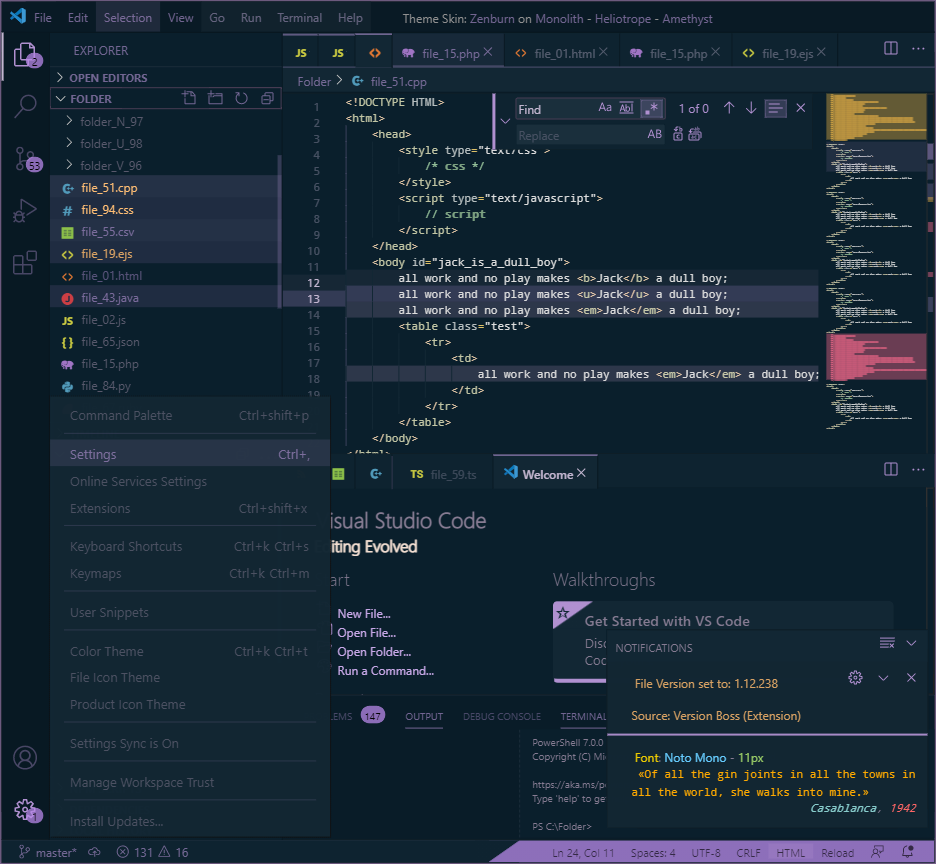 File Edit Selection View Go Run Terminal Help Theme Skin: Zenburn on Monolith - Heliotrope - Amethyst
EXPLORER
OPEN EDITORS
FOLDER
folder_N_97
folder_U_98
folder_V_96
file_51.cpp
file_94.css
file_55.csv
file_19.ejs
file_01.html
file_43.java
file_02.js
file_65.json
file_15.php
file_84.py
2
53
1
JS JS file_15.php file_01.html file_15.php file_19.ejs
Folder > file_51.cpp
Find Aa Abl .* 1 of 0
Replace AB
1 <!DOCTYPE HTML>
2 <html>
3 <head>
4 <style type="text/css">
5 /* css */
6 </style>
7 <script type="text/javascript">
8 // script
9 </script>
10 </head>
11 <body id="jack_is_a_dull_boy">
12 all work and no play makes <b>Jack</b> a dull boy;
13 all work and no play makes <u>Jack</u> a dull boy;
14 all work and no play makes <em>Jack</em> a dull boy;
15 <table class="test">
16 <tr>
17 <td>
18 all work and no play makes <em>Jack</em> a dull boy;
19 </td>
</tr>
</table>
</body>
</html>
Command Palette Ctrl+shift+p
Settings Ctrl+,
Online Services Settings
Extensions Ctrl+shift+x
Keyboard Shortcuts Ctrl+k Ctrl+s
Keymaps Ctrl+k Ctrl+m
User Snippets
Color Theme Ctrl+k Ctrl+t
File Icon Theme
Product Icon Theme
Settings Sync is On
Manage Workspace Trust
Install Updates...
TS file_59.ts Welcome
isual Studio Code
iting Evolved
art
New File...
Open File...
Open Folder...
Run a Command...
Walkthroughs
Get Started with VS Code
Disc
Coc
LEMS 147 OUTPUT DEBUG CONSOLE TERMINAL
PowerShell 7.0.0
Copyright (C) Mi
https://aka.ms/p
Type 'help' to ge
PS C:\Folder>
NOTIFICATIONS
File Version set to: 1.12.238
Source: Version Boss (Extension)
Font: Noto Mono - 11px
«Of all the gin joints in all the towns in
all the world, she walks into mine.»
Casablanca, 1942
master* 131 16 Ln 24, Col 11 Spaces: 4 UTF-8 CRLF HTML Reload